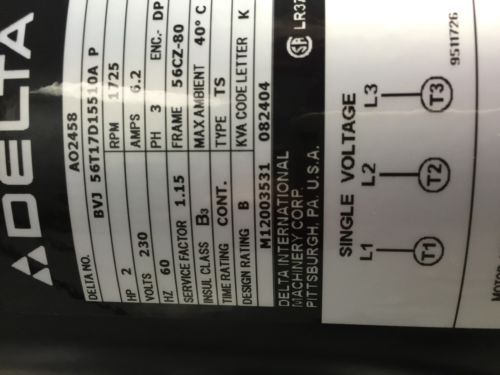 DELTA
AO2458
DELTA NO. BVJ 56T17D15510A P
HP 2 RPM 1725
VOLTS 230 AMPS 6.2
HZ 60 PH 3 ENC.- DP
SERVICE FACTOR 1.15 FRAME 56CZ-80
INSUL CLASS B3 MAX AMBIENT 40° C
TIME RATING CONT. TYPE TS
DESIGN RATING B KVA CODE LETTER K
M12003531 082404
DELTA INTERNATIONAL
MACHINERY CORP.
PITTSBURGH, PA. U.S.A.
SA LR37
SINGLE VOLTAGE
L1 L2 L3
T1 T2 T3
9511726